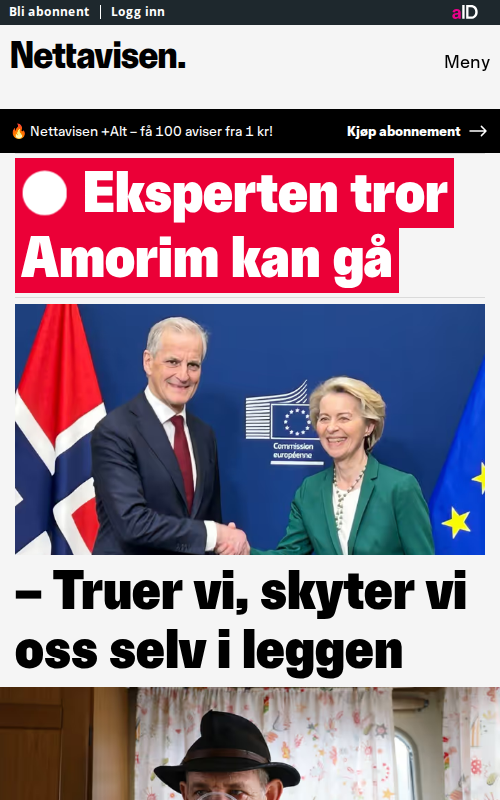 Bli abonnent | Logg inn
aID
Nettavisen.
Meny
🔥 Nettavisen +Alt – få 100 aviser fra 1 kr!
Kjøp abonnement →
Eksperten tror
Amorim kan gå
Commission
européenne
– Truer vi, skyter vi
oss selv i leggen